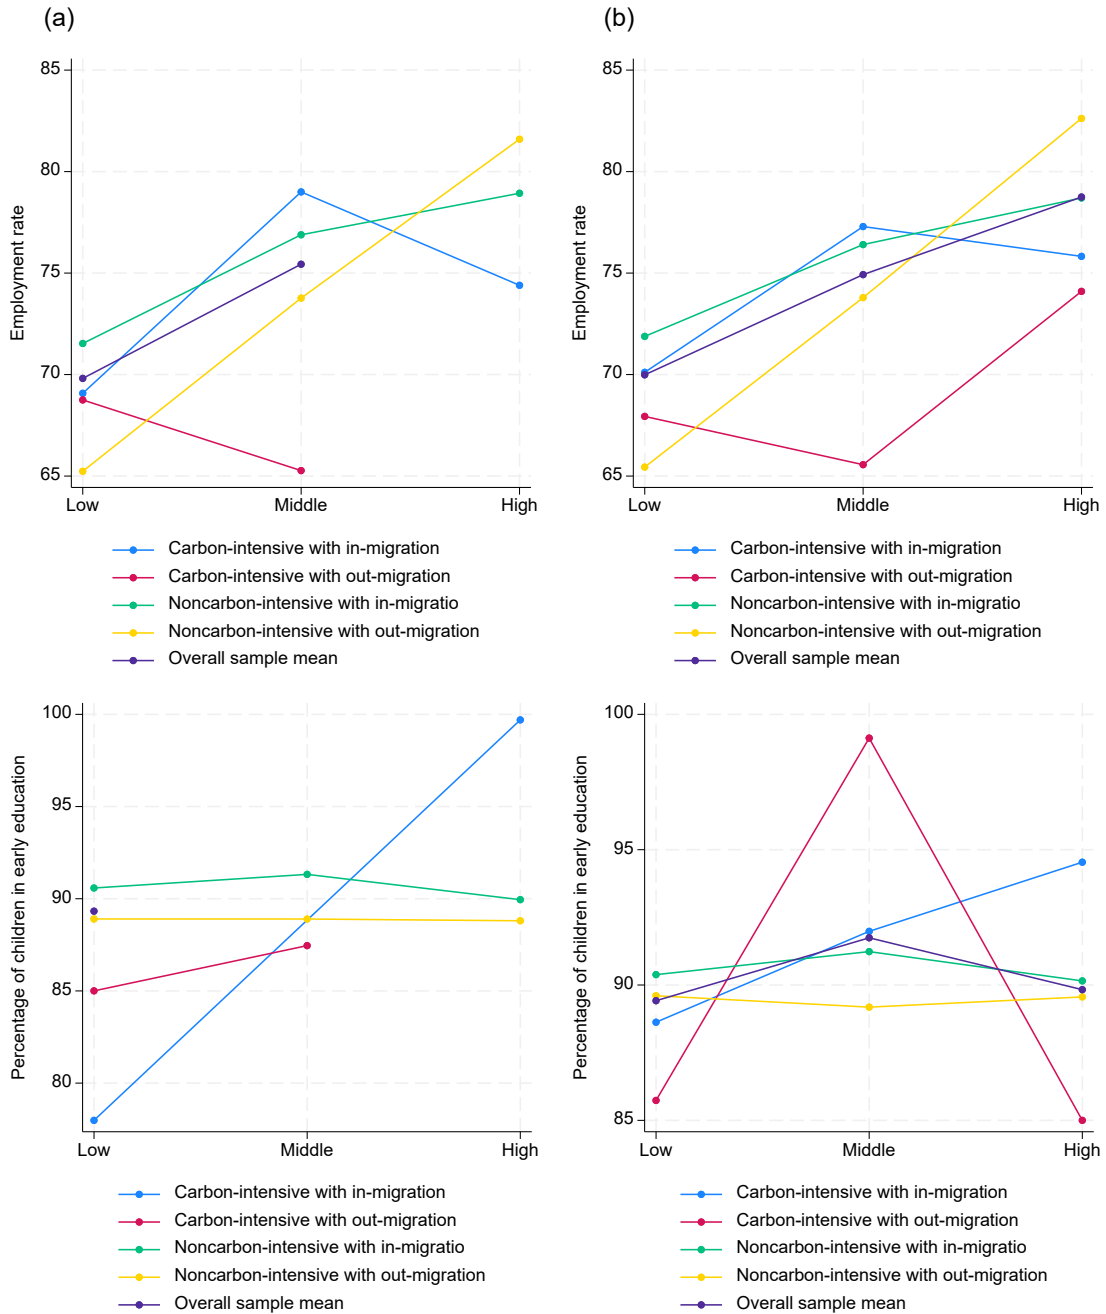 (a)
(b)
85
80
75
70
65
Employment rate
Low
Middle
High
Carbon-intensive with in-migration
Carbon-intensive with out-migration
Noncarbon-intensive with in-migratio
Noncarbon-intensive with out-migration
Overall sample mean
85
80
75
70
65
Employment rate
Low
Middle
High
Carbon-intensive with in-migration
Carbon-intensive with out-migration
Noncarbon-intensive with in-migratio
Noncarbon-intensive with out-migration
Overall sample mean
100
95
90
85
80
Percentage of children in early education
Low
Middle
High
Carbon-intensive with in-migration
Carbon-intensive with out-migration
Noncarbon-intensive with in-migratio
Noncarbon-intensive with out-migration
Overall sample mean
100
95
90
85
Percentage of children in early education
Low
Middle
High
Carbon-intensive with in-migration
Carbon-intensive with out-migration
Noncarbon-intensive with in-migratio
Noncarbon-intensive with out-migration
Overall sample mean